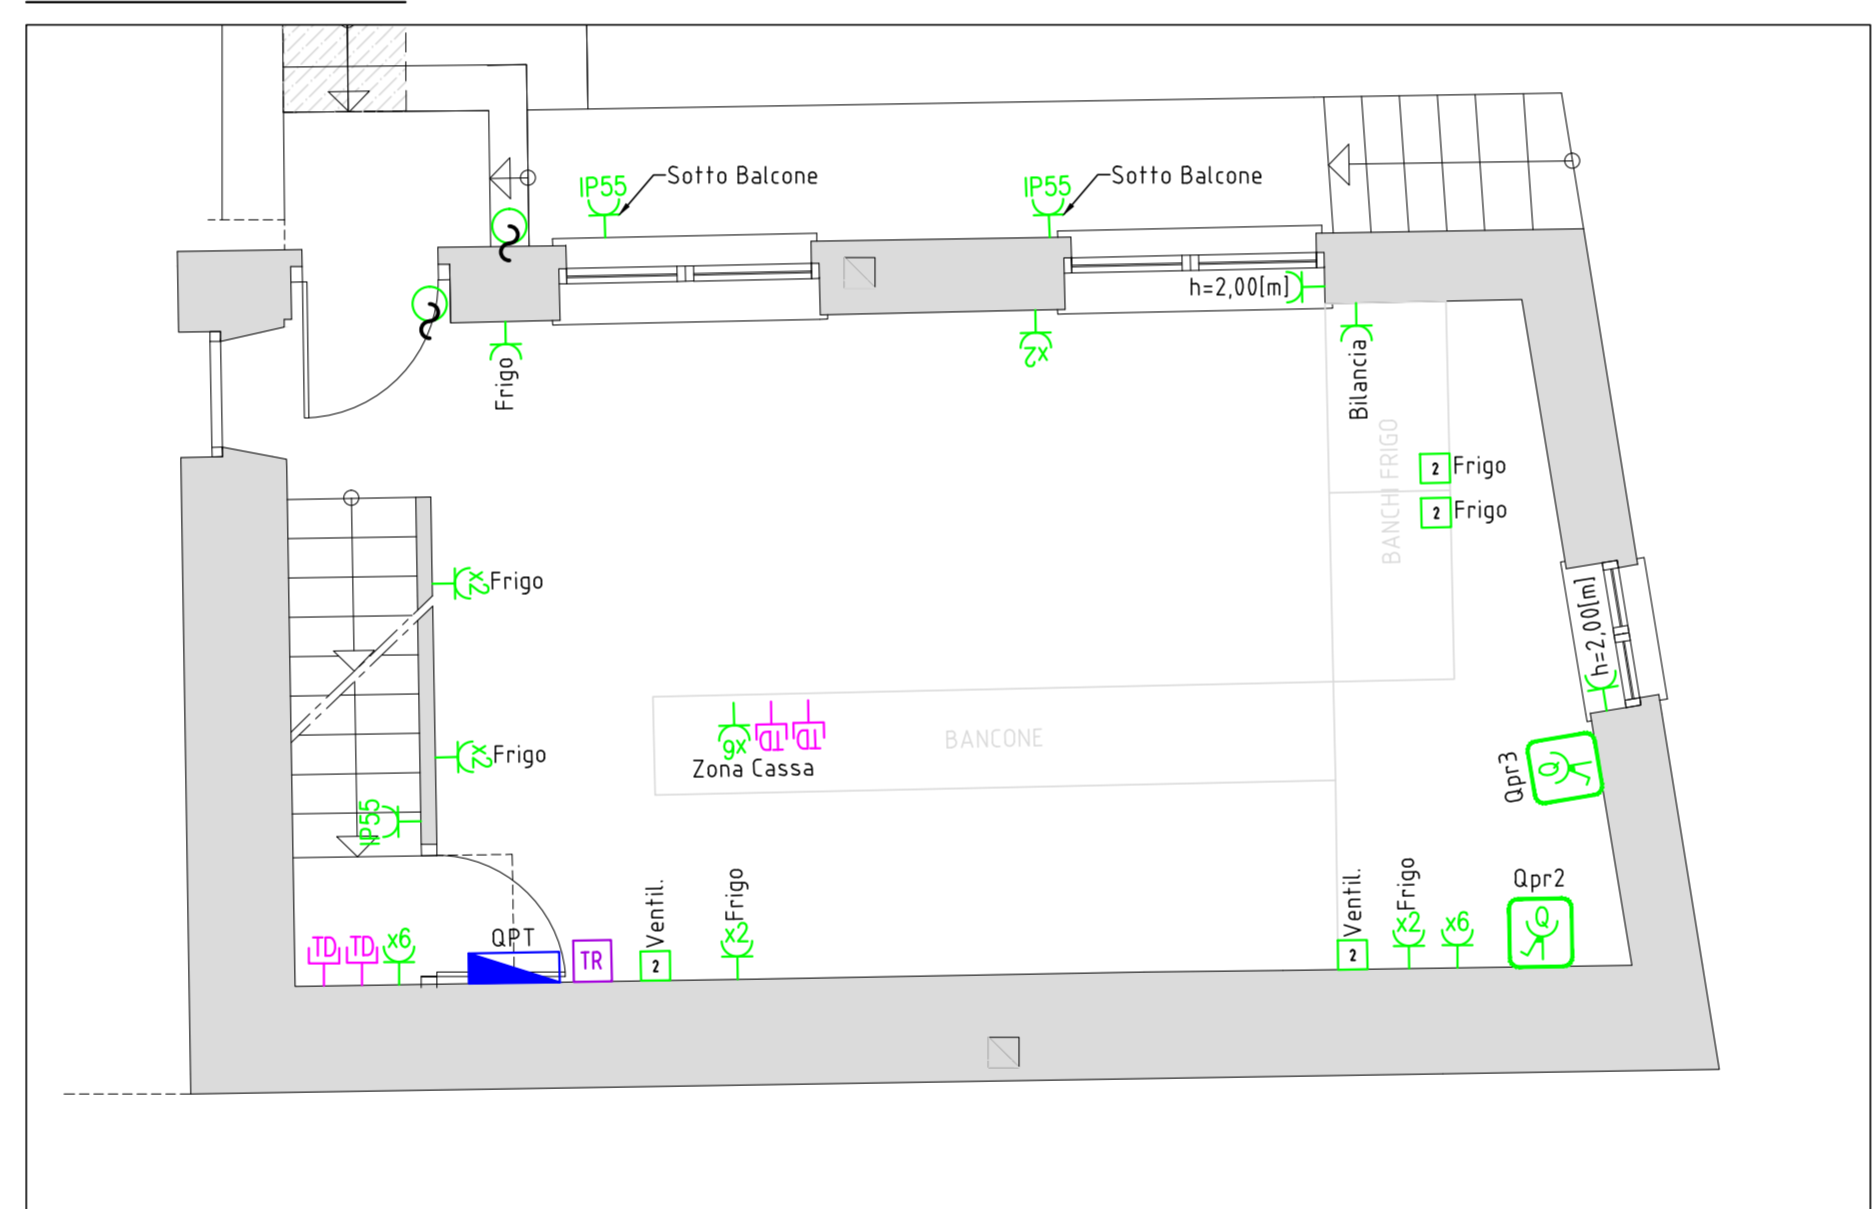 IP55
Sotto Balcone
IP55
Sotto Balcone
h=2,00[m]
x2
Frigo
Bilancia
BANCHI FRIGO
2 Frigo
2 Frigo
x2 Frigo
h=2,00[m]
x6
TD
TD
BANCONE
Zona Cassa
x2 Frigo
Qpr3
Q
IP55
Ventil.
2
Frigo
x2
Ventil.
2
Frigo
x2
x6
Qpr2
Q
TD
TD
x6
QPT
TR